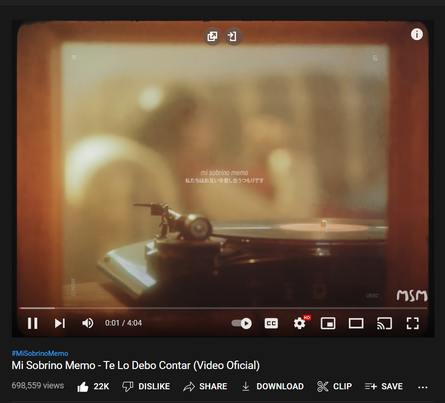 mi sobrino memo
私たちはお互いを愛し合うつもりです
MSM
0:01 / 4:04
CC
HD
#MiSobrinoMemo
Mi Sobrino Memo - Te Lo Debo Contar (Video Oficial)
698,559 views 22K DISLIKE SHARE DOWNLOAD CLIP SAVE ...